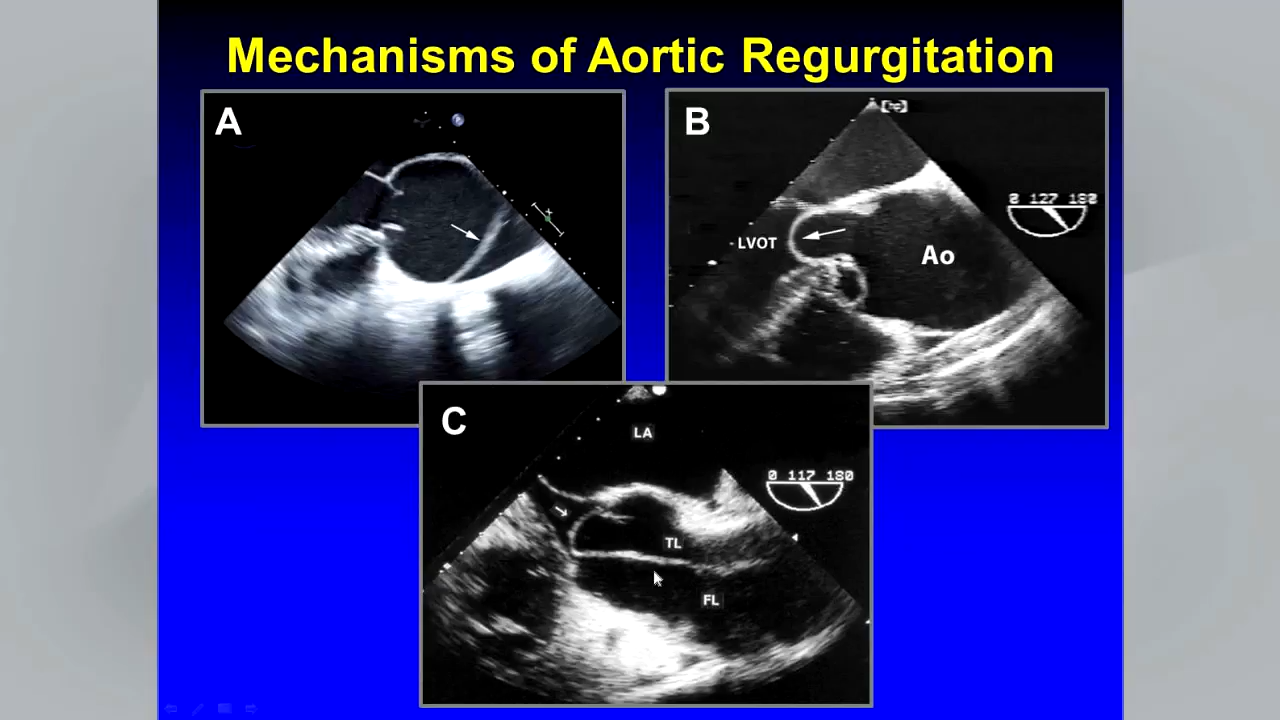 Mechanisms of Aortic Regurgitation
A
B
0 127 180
LVOT
Ao
C
LA
0 117 180
TL
FL